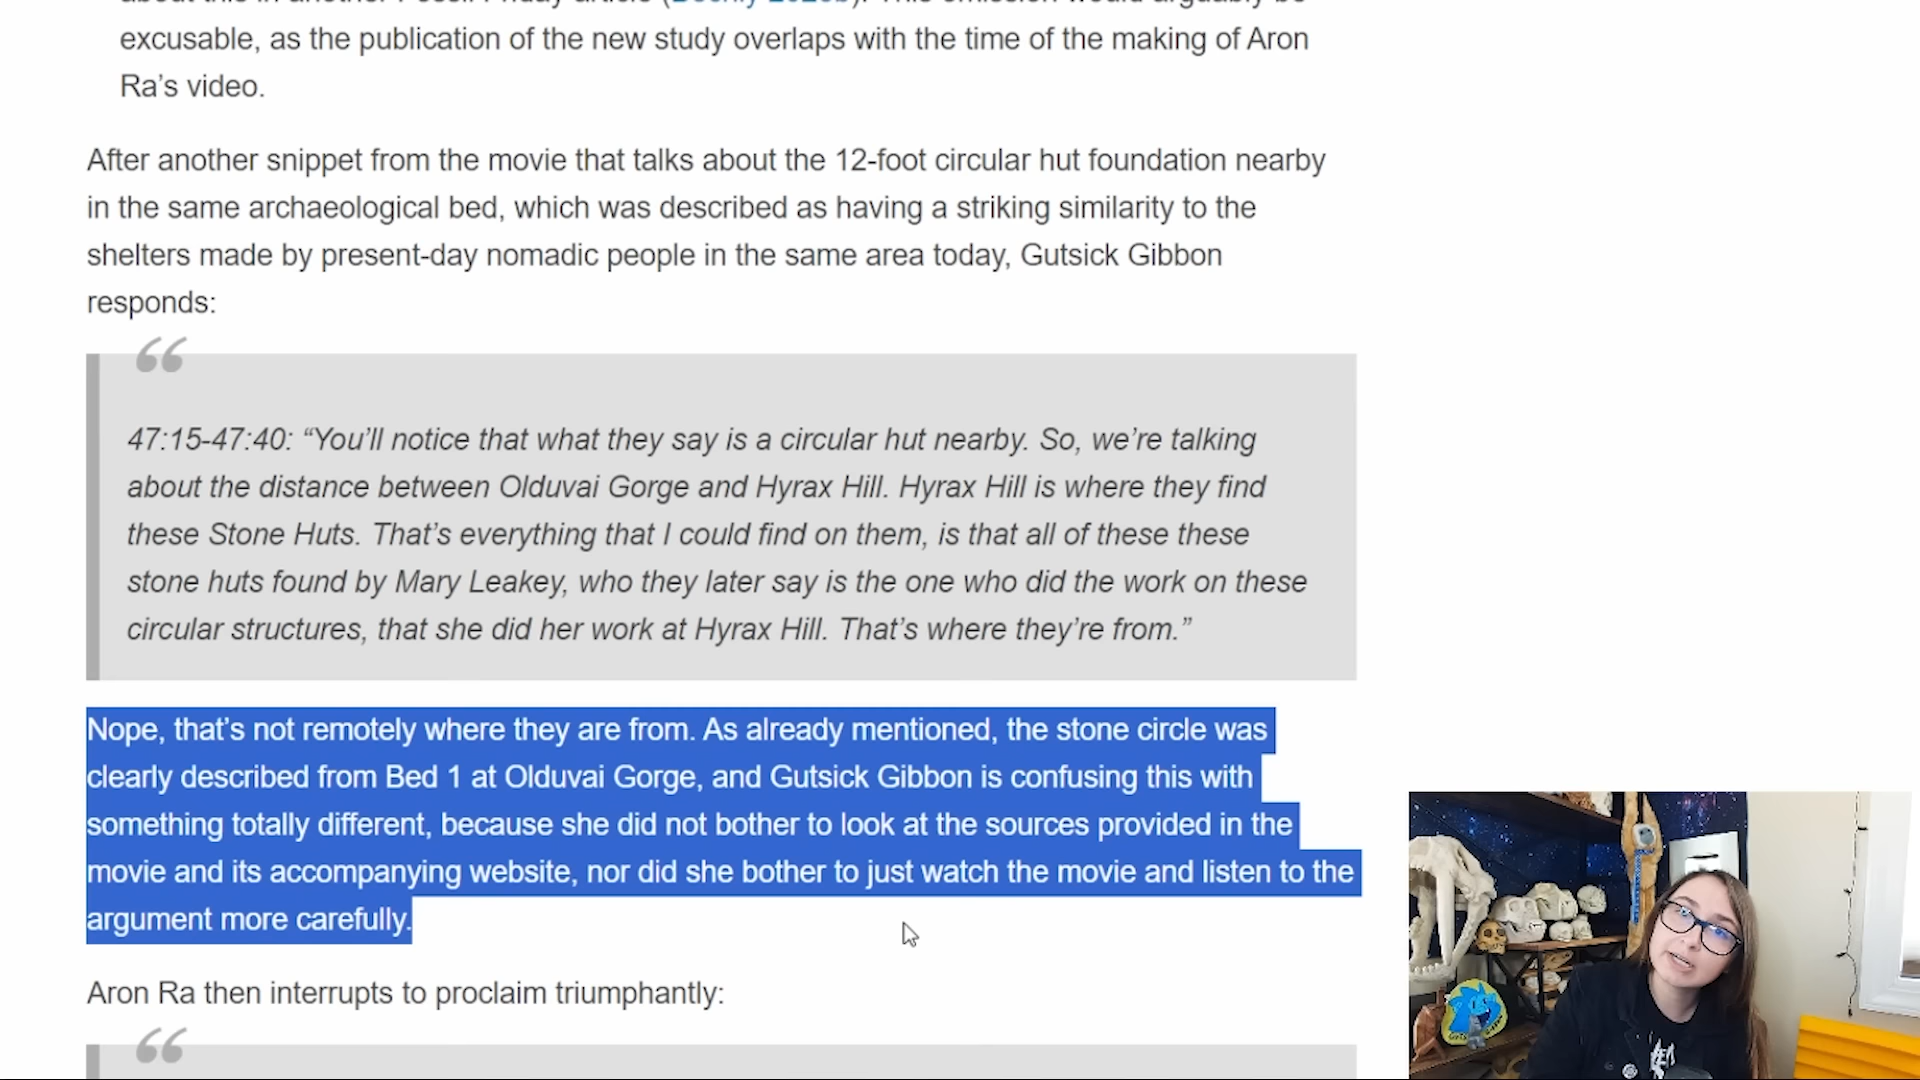 excusable, as the publication of the new study overlaps with the time of the making of Aron
Ra’s video.
After another snippet from the movie that talks about the 12-foot circular hut foundation nearby
in the same archaeological bed, which was described as having a striking similarity to the
shelters made by present-day nomadic people in the same area today, Gutsick Gibbon
responds:
“
47:15-47:40: “You’ll notice that what they say is a circular hut nearby. So, we’re talking
about the distance between Olduvai Gorge and Hyrax Hill. Hyrax Hill is where they find
these Stone Huts. That’s everything that I could find on them, is that all of these these
stone huts found by Mary Leakey, who they later say is the one who did the work on these
circular structures, that she did her work at Hyrax Hill. That’s where they’re from.”
Nope, that’s not remotely where they are from. As already mentioned, the stone circle was
clearly described from Bed 1 at Olduvai Gorge, and Gutsick Gibbon is confusing this with
something totally different, because she did not bother to look at the sources provided in the
movie and its accompanying website, nor did she bother to just watch the movie and listen to the
argument more carefully.
Aron Ra then interrupts to proclaim triumphantly:
“